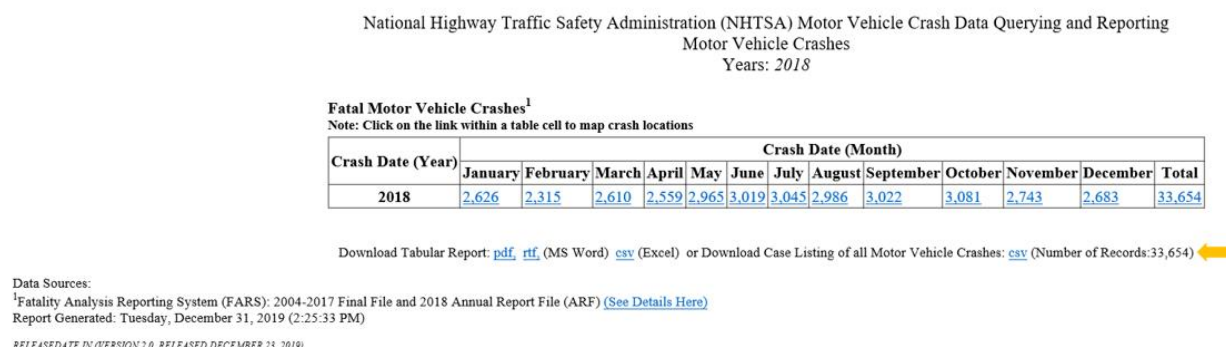 National Highway Traffic Safety Administration (NHTSA) Motor Vehicle Crash Data Querying and Reporting
Motor Vehicle Crashes
Years: 2018
Fatal Motor Vehicle Crashes1
Note: Click on the link within a table cell to map crash locations
Crash Date (Year) Crash Date (Month)
January February March April May June July August September October November December Total
2018 2,626 2,315 2,610 2,559 2,965 3,019 3,045 2,986 3,022 3,081 2,743 2,683 33,654
Download Tabular Report: pdf, rtf, (MS Word) csv (Excel) or Download Case Listing of all Motor Vehicle Crashes: csv (Number of Records:33,654)
Data Sources:
1Fatality Analysis Reporting System (FARS): 2004-2017 Final File and 2018 Annual Report File (ARF) (See Details Here)
Report Generated: Tuesday, December 31, 2019 (2:25:33 PM)
RELEASEDATE IN (VERSION 2.0, RELEASED DECEMBER 23, 2019)